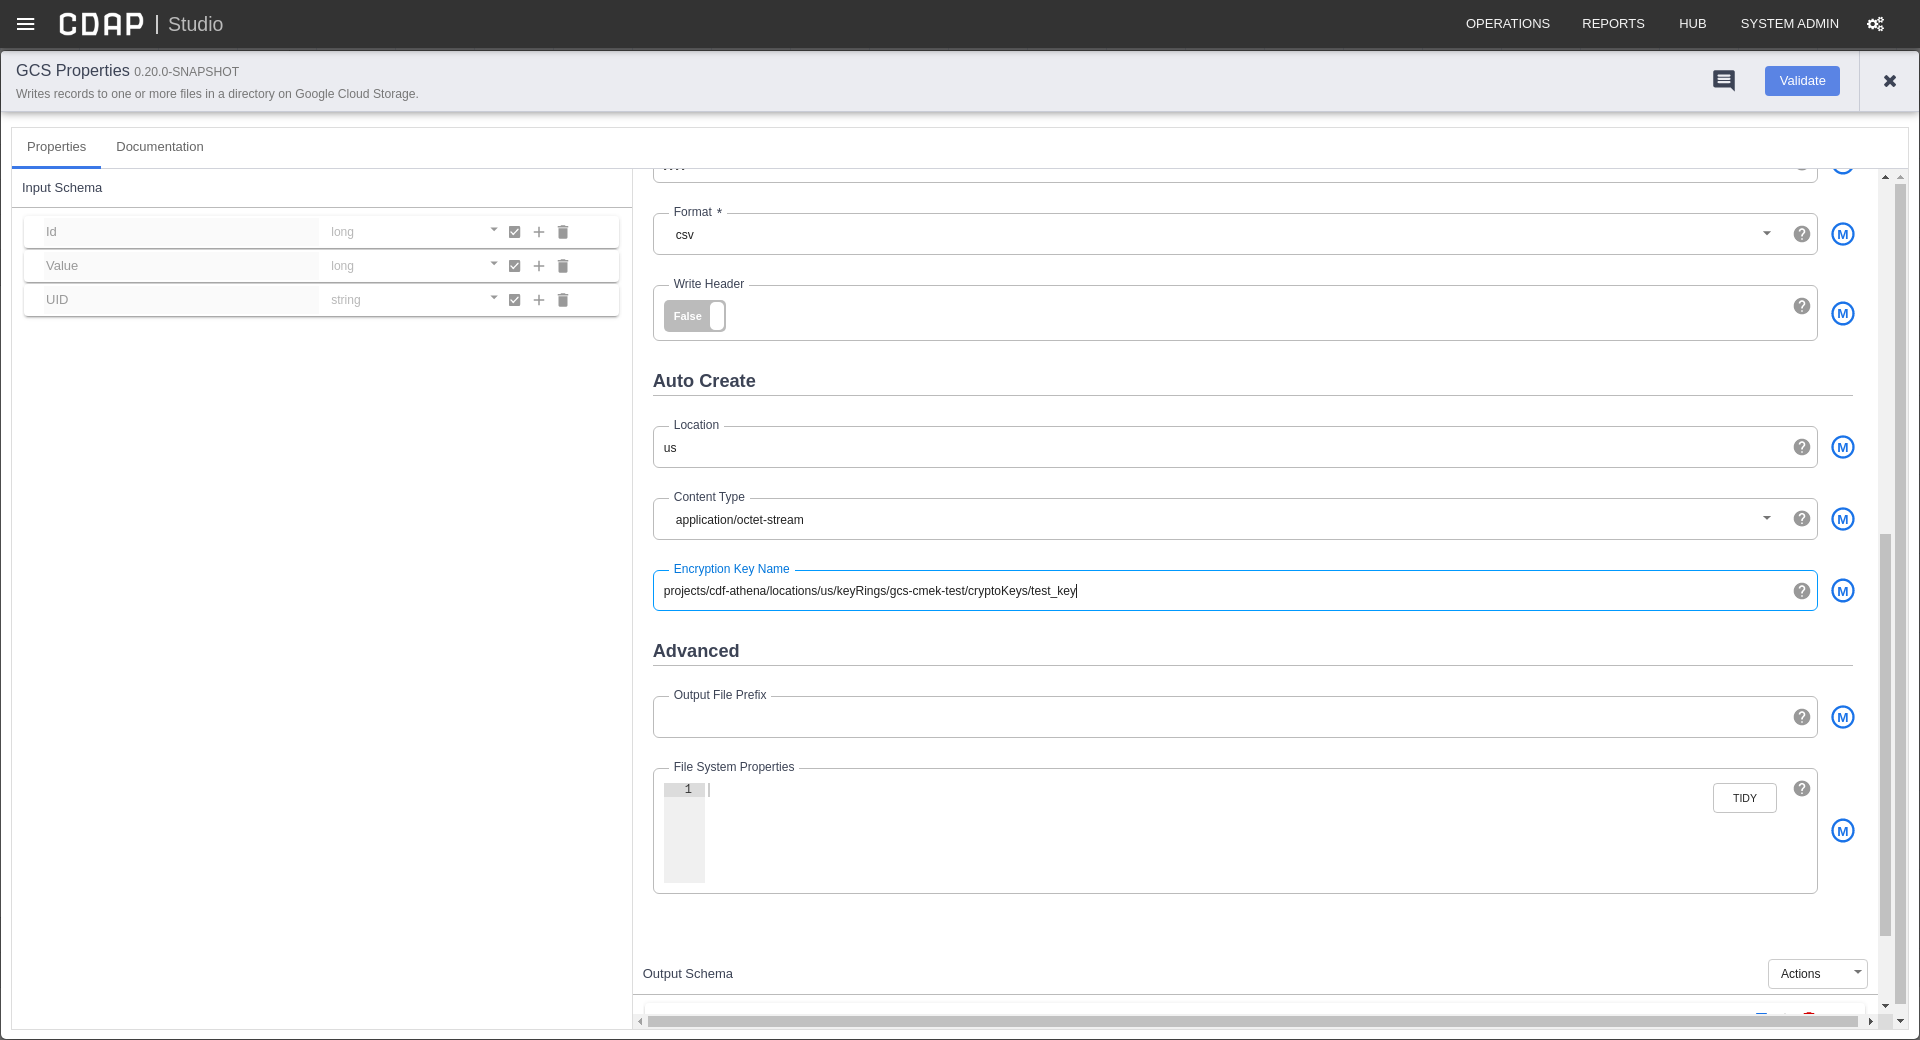 CDAP | Studio
OPERATIONS REPORTS HUB SYSTEM ADMIN
GCS Properties 0.20.0-SNAPSHOT
Writes records to one or more files in a directory on Google Cloud Storage.
Validate
Properties Documentation
Input Schema
Id long
Value long
UID string
Format *
csv
M
Write Header
False
M
Auto Create
Location
us
M
Content Type
application/octet-stream
M
Encryption Key Name
projects/cdf-athena/locations/us/keyRings/gcs-cmek-test/cryptoKeys/test_key
M
Advanced
Output File Prefix
M
File System Properties
1
TIDY
M
Output Schema
Actions